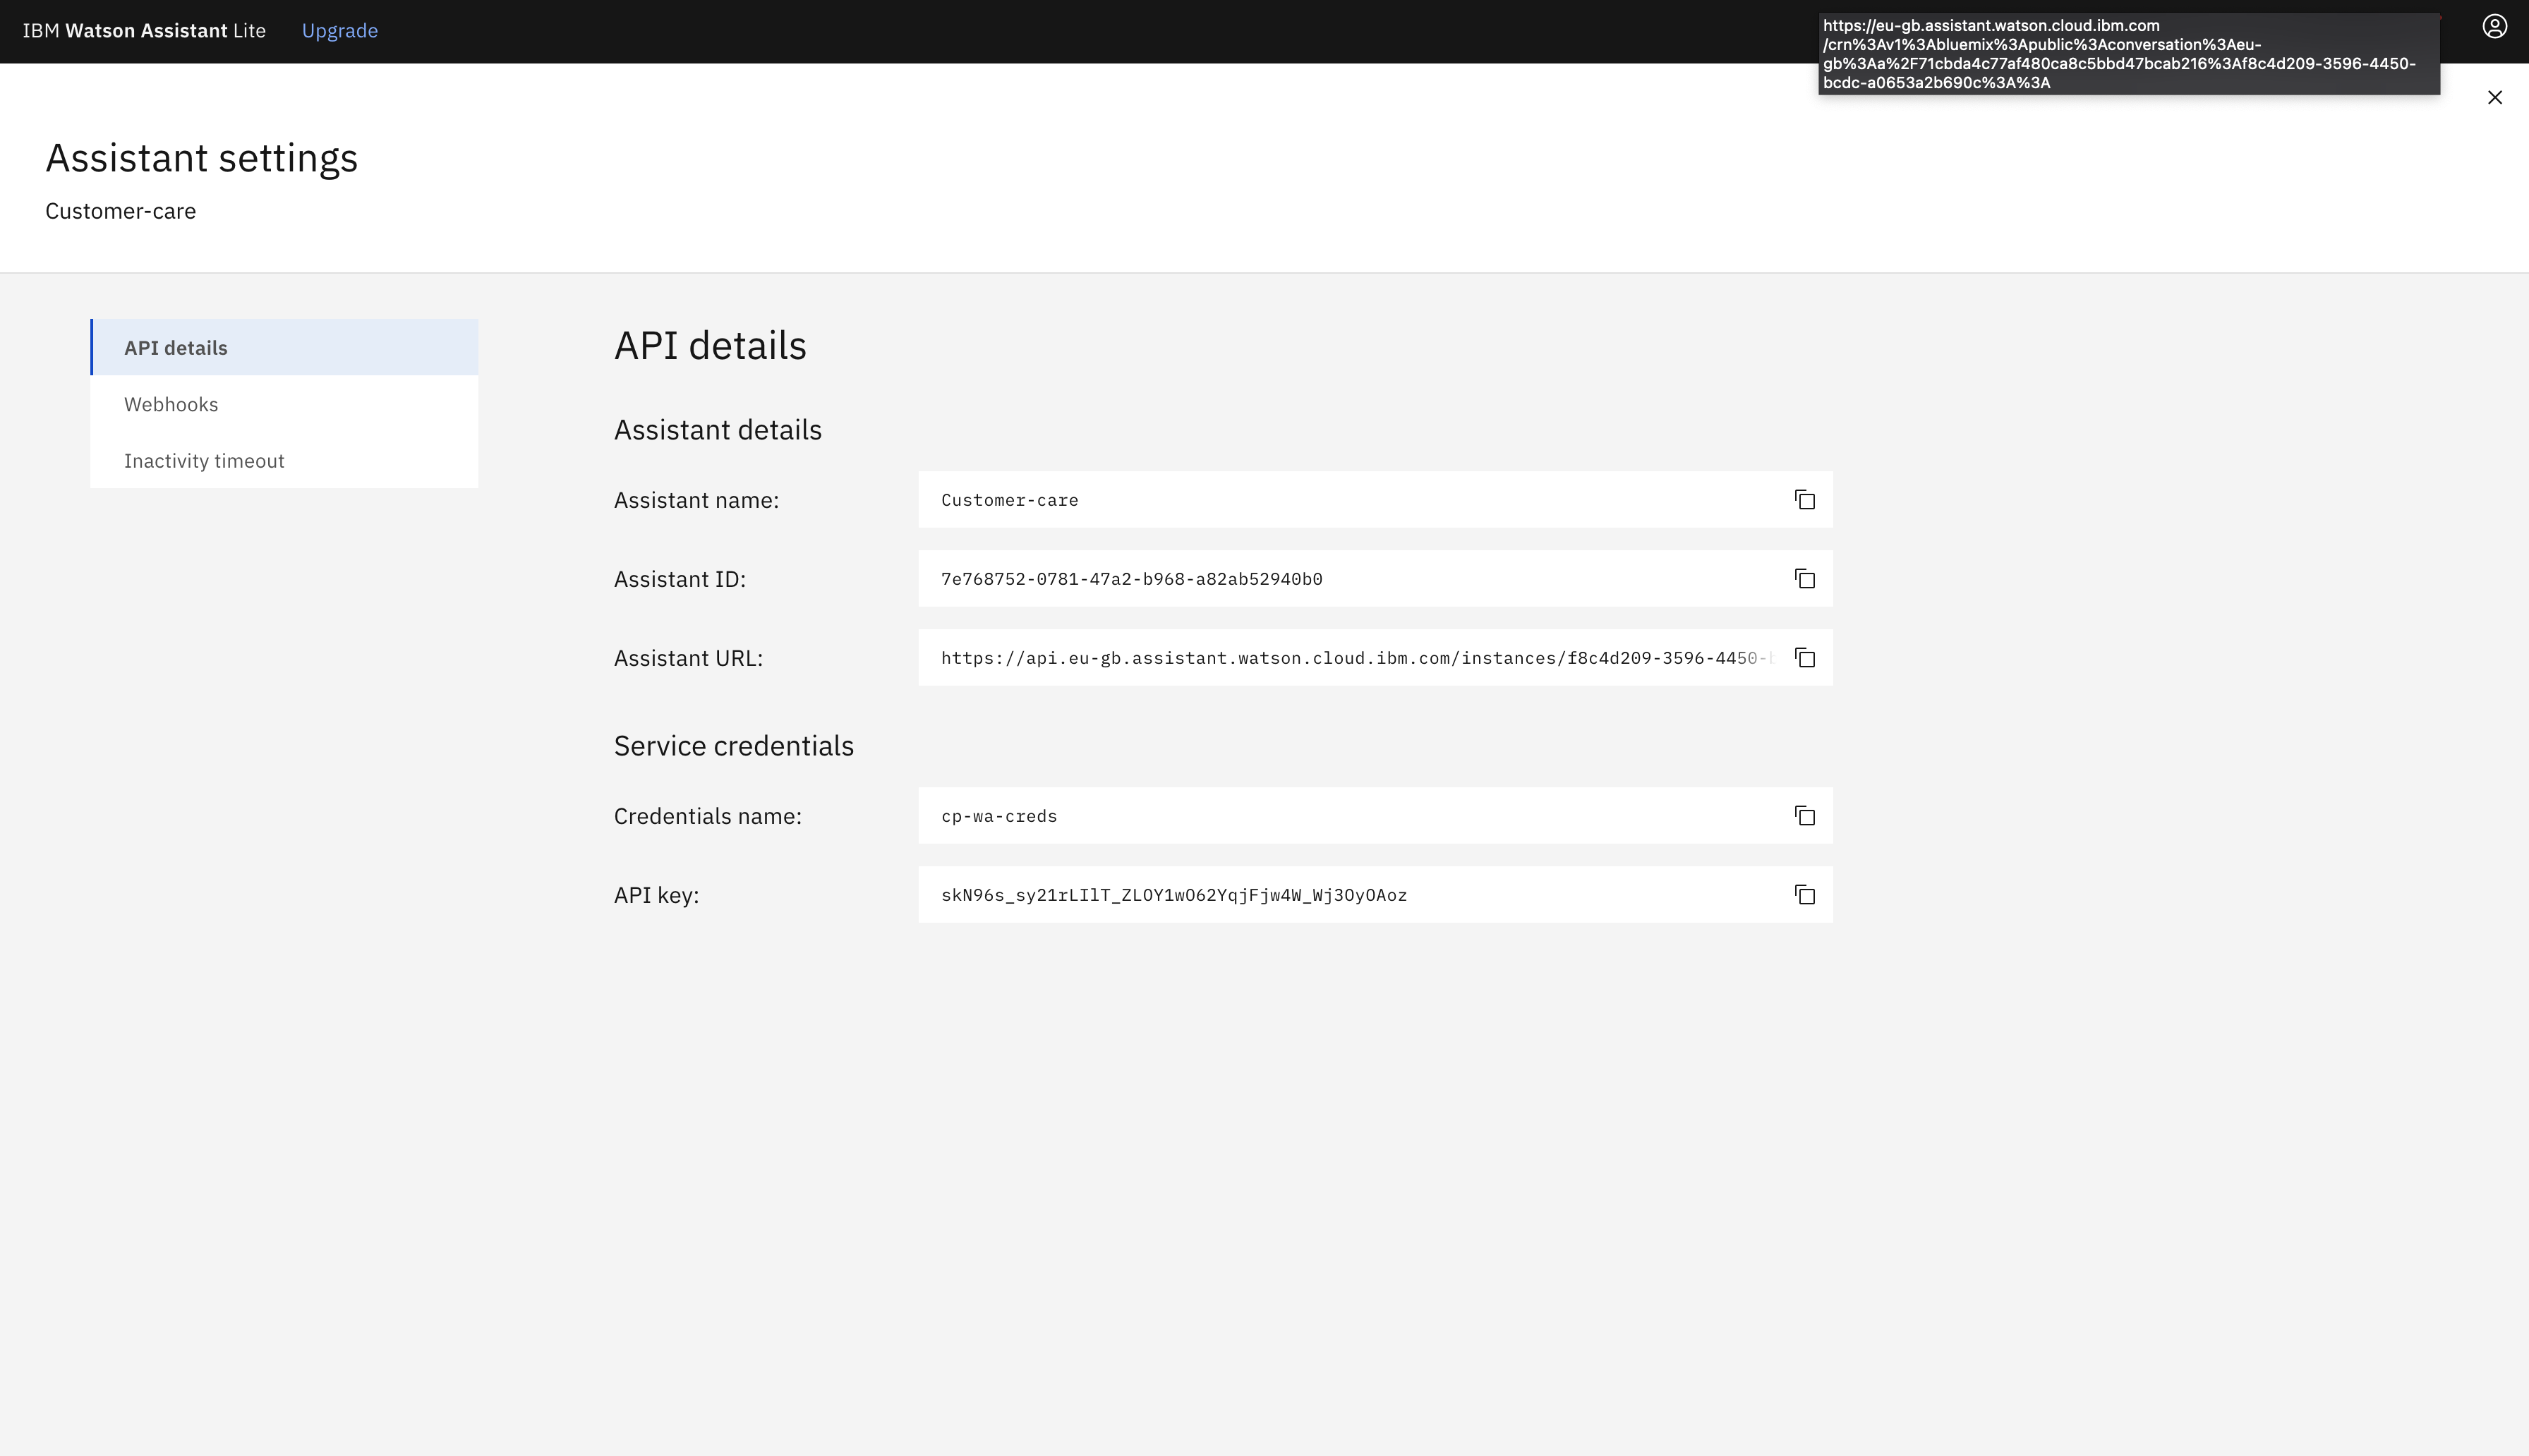 IBM Watson Assistant Lite
Upgrade
https://eu-gb.assistant.watson.cloud.ibm.com
/crn%3Av1%3Abluemix%3Apublic%3Aconversation%3Aeu-
gb%3Aa%2F71cbda4c77af480ca8c5bbd47bcab216%3Af8c4d209-3596-4450-
bcdc-a0653a2b690c%3A%3A
Assistant settings
Customer-care
API details
Webhooks
Inactivity timeout
API details
Assistant details
Assistant name:
Customer-care
Assistant ID:
7e768752-0781-47a2-b968-a82ab52940b0
Assistant URL:
https://api.eu-gb.assistant.watson.cloud.ibm.com/instances/f8c4d209-3596-4450-b
Service credentials
Credentials name:
cp-wa-creds
API key:
skN96s_sy21rLIlT_ZLOY1wO62YqjFjw4W_Wj3OyOAoz